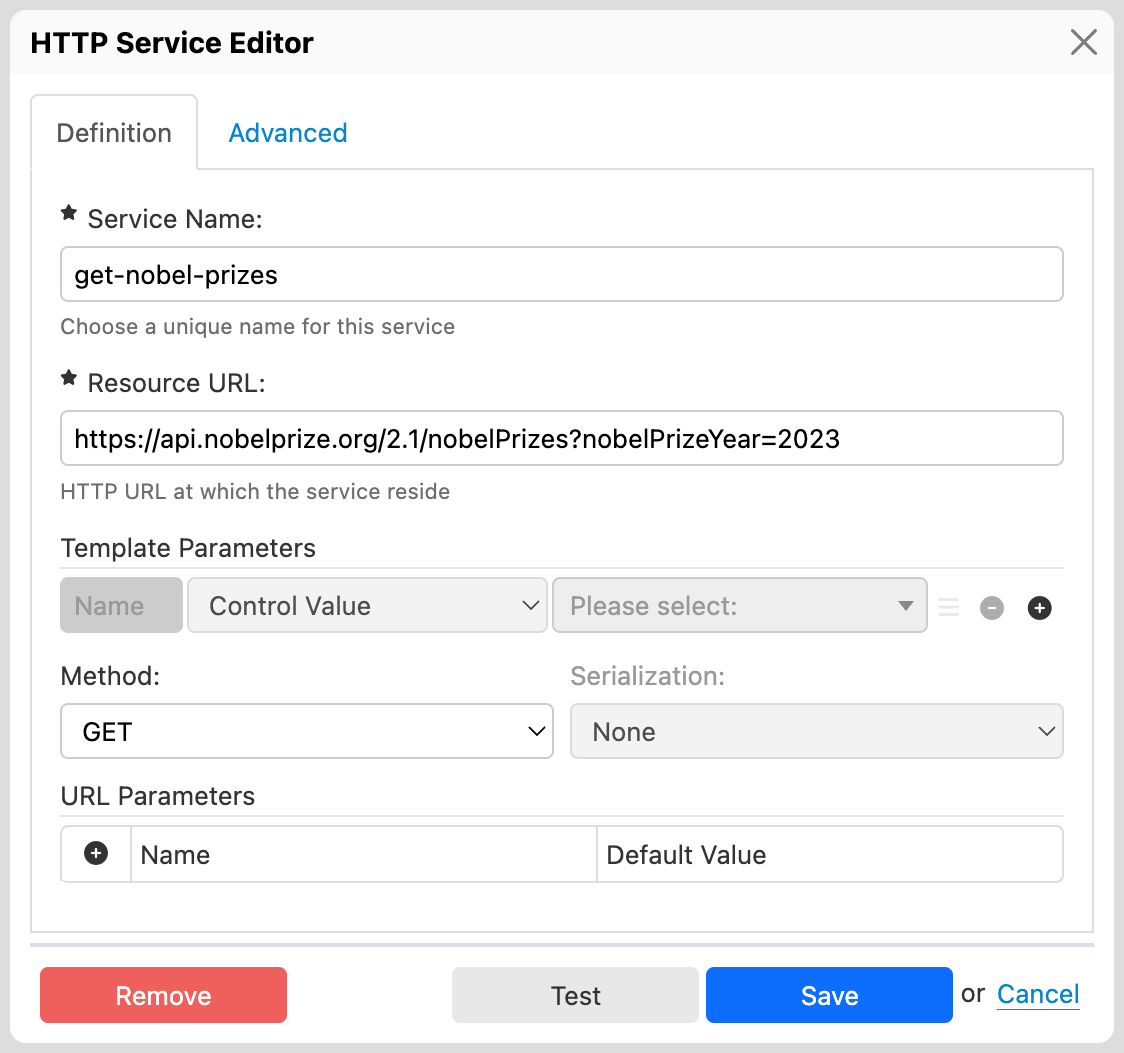 HTTP Service Editor
Definition Advanced
★ Service Name:
get-nobel-prizes
Choose a unique name for this service
★ Resource URL:
https://api.nobelprize.org/2.1/nobelPrizes?nobelPrizeYear=2023
HTTP URL at which the service reside
Template Parameters
Name Control Value Please select:
Method: Serialization:
GET None
URL Parameters
Name Default Value
Remove Test Save or Cancel